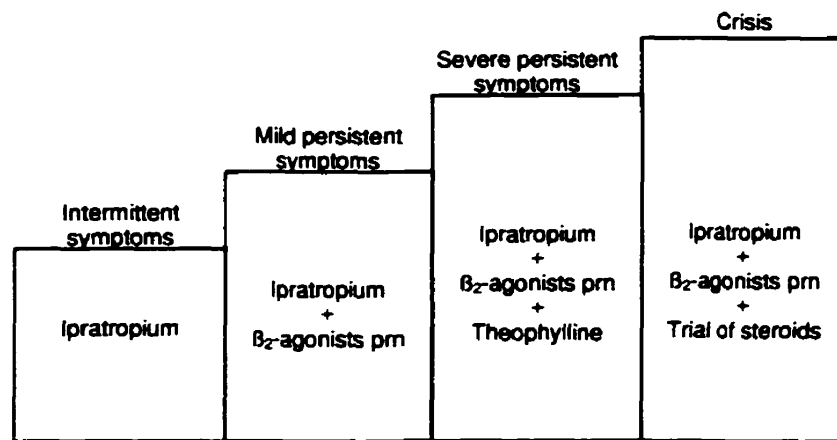 Intermittent
symptoms
Ipratropium
Mild persistent
symptoms
Ipratropium
+
β₂-agonists prn
Severe persistent
symptoms
Ipratropium
+
β₂-agonists prn
+
Theophylline
Crisis
Ipratropium
+
β₂-agonists prn
+
Trial of steroids